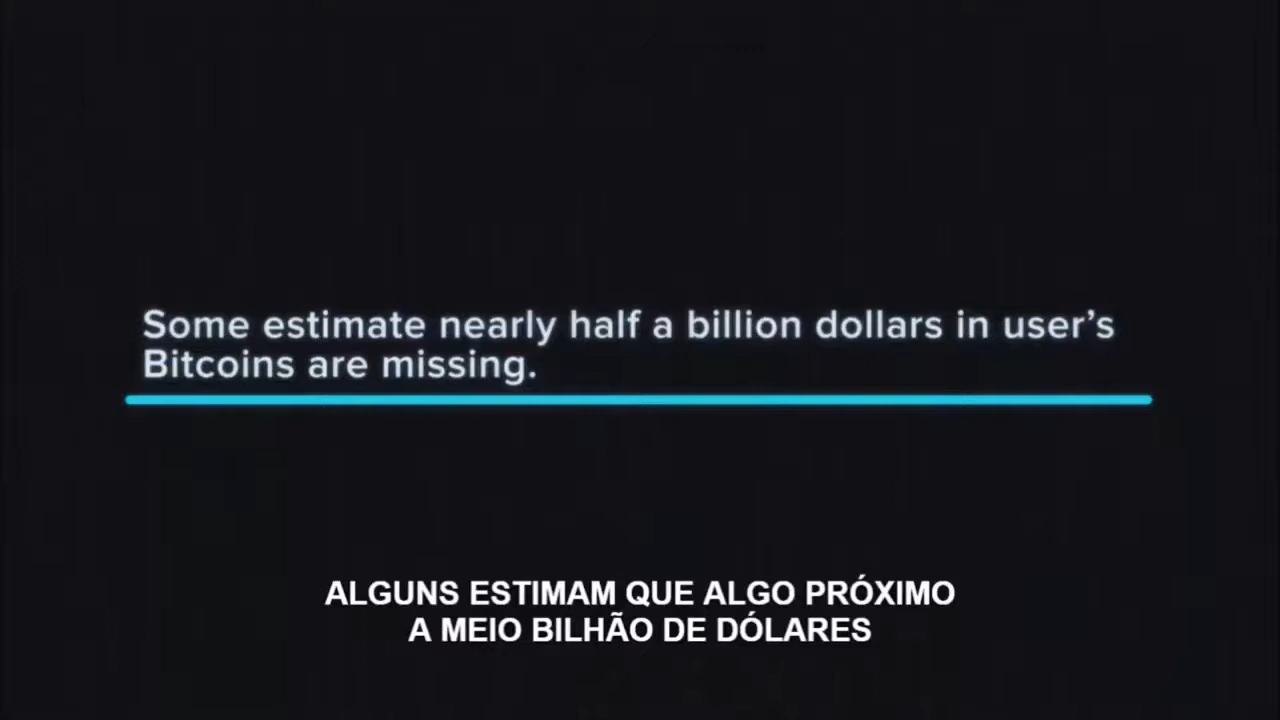 Some estimate nearly half a billion dollars in user’s
Bitcoins are missing.
ALGUNS ESTIMAM QUE ALGO PRÓXIMO
A MEIO BILHÃO DE DÓLARES